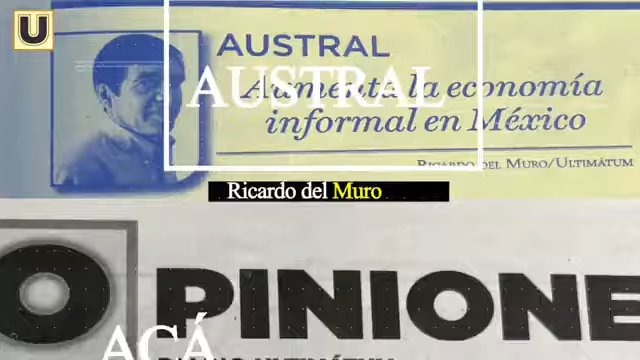 U
AUSTRAL
AUSTRAL
Aumenta la economía
informal en México
RICARDO DEL MURO/ULTIMÁTUM
Ricardo del Muro
OPINIONE
ACÁ